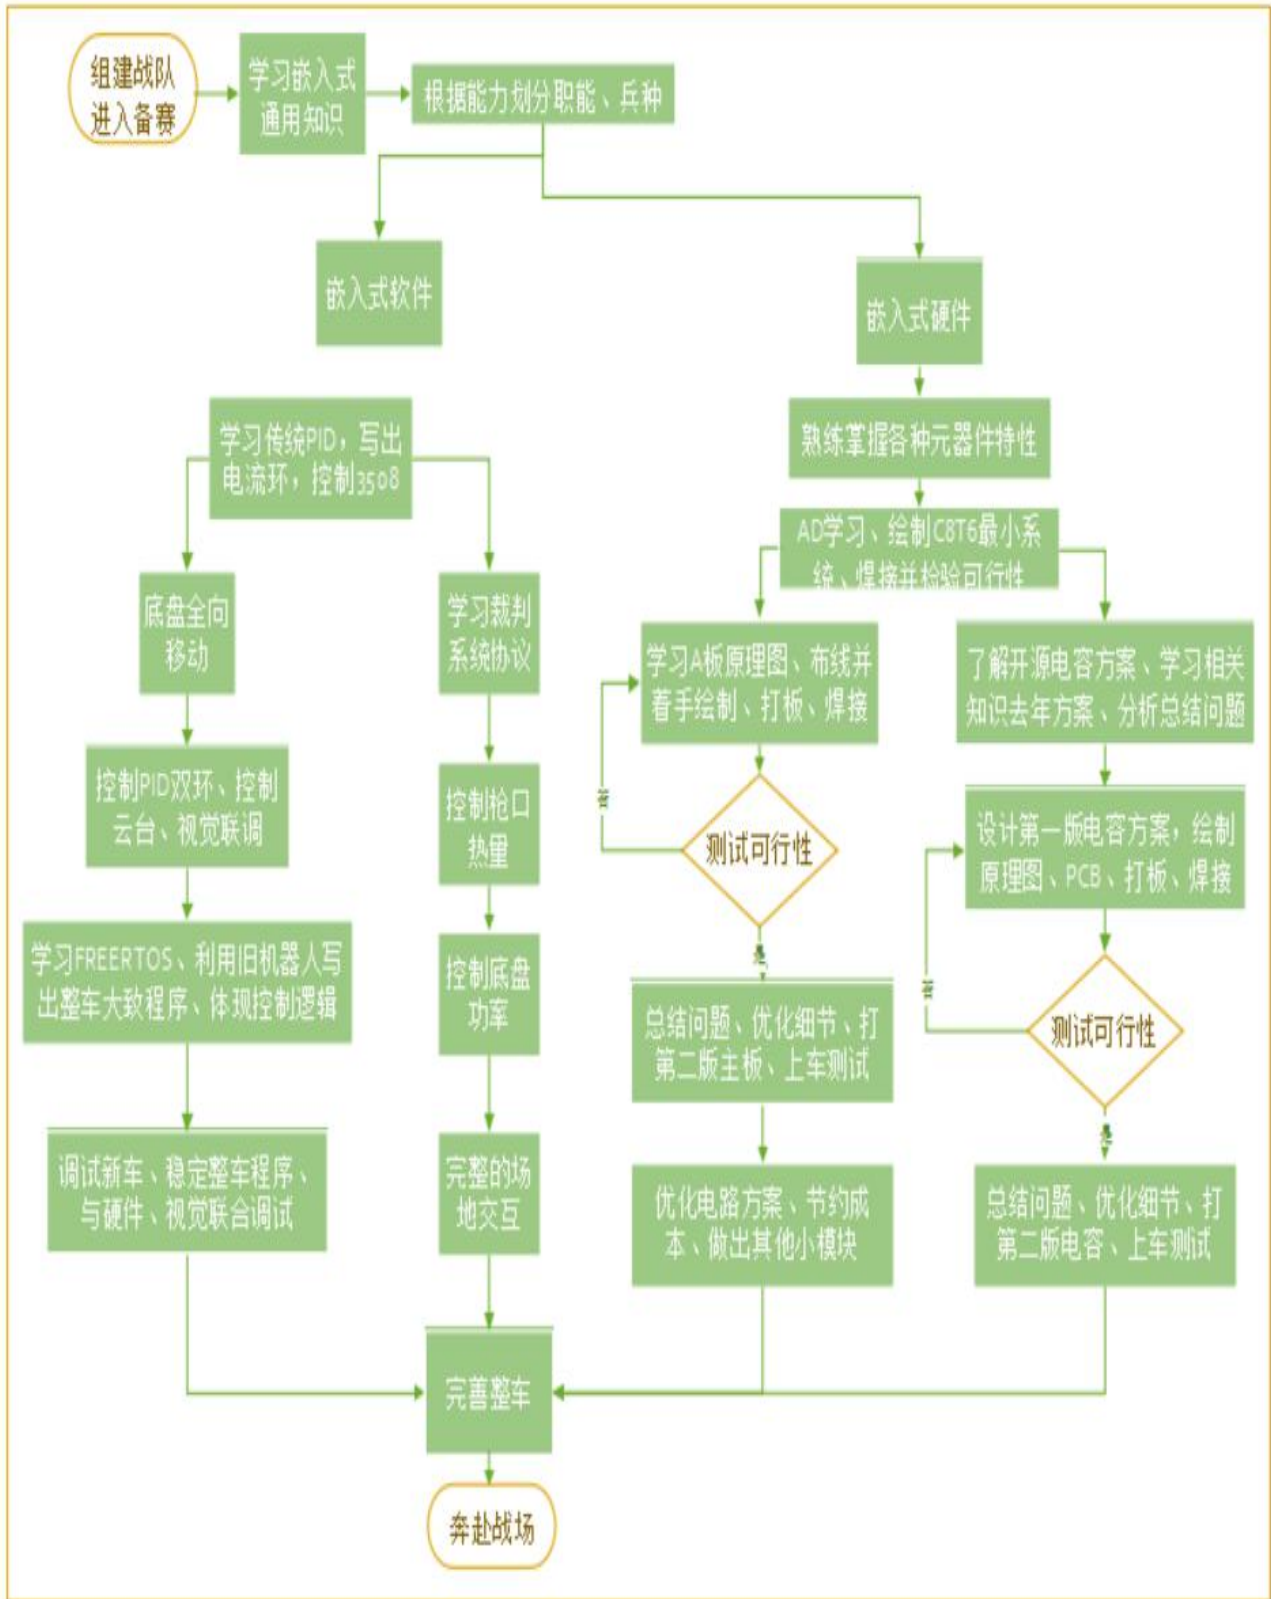 组建战队
进入备赛
学习嵌入式
通用知识
根据能力划分职能、兵种
嵌入式软件
嵌入式硬件
学习传统PID，写出
电流环，控制3508
熟练掌握各种元器件特性
AD学习、绘制C8T6最小系
统、焊接并检验可行性
底盘全向
移动
学习裁判
系统协议
学习A板原理图、布线并
着手绘制、打板、焊接
了解开源电容方案、学习相关
知识去年方案、分析总结问题
控制PID双环、控制
云台、视觉联调
控制枪口
热量
否
测试可行性
设计第一版电容方案，绘制
原理图、PCB、打板、焊接
学习FREERTOS、利用旧机器人写
出整车大致程序、体现控制逻辑
控制底盘
功率
是
总结问题、优化细节、打
第二版主板、上车测试
否
测试可行性
是
调试新车、稳定整车程序、
与硬件、视觉联合调试
完整的场
地交互
优化电路方案、节约成
本、做出其他小模块
总结问题、优化细节、打
第二版电容、上车测试
完善整车
奔赴战场